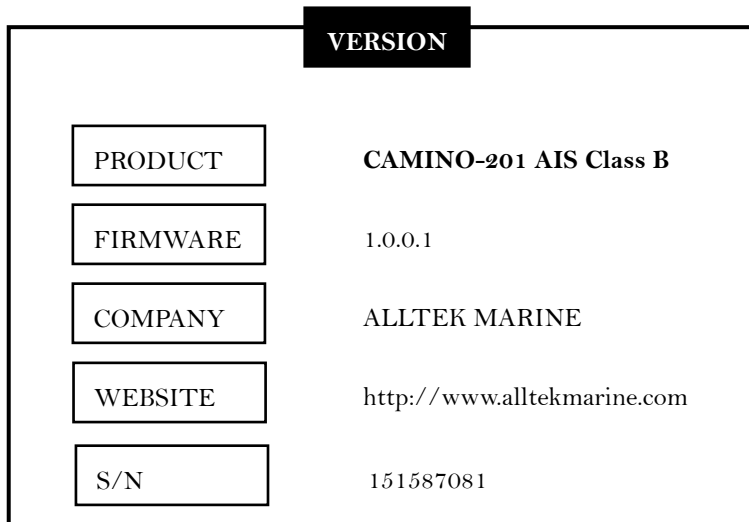 VERSION
PRODUCT CAMINO-201 AIS Class B
FIRMWARE 1.0.0.1
COMPANY ALLTEK MARINE
WEBSITE http://www.alltekmarine.com
S/N 151587081